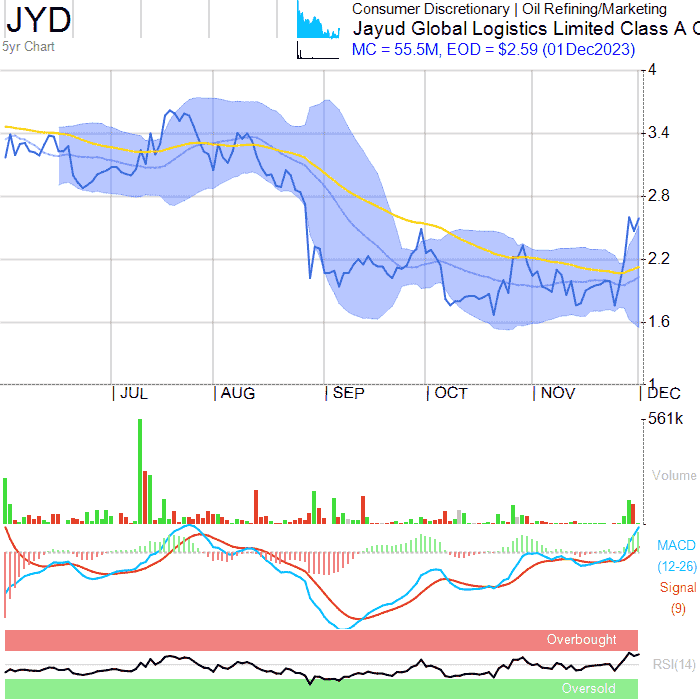 JYD
5yr Chart
Consumer Discretionary | Oil Refining/Marketing
Jayud Global Logistics Limited Class A
MC = 55.5M, EOD = $2.59 (01Dec2023)
4
3.4
2.8
2.2
1.6
1
JUL
AUG
SEP
OCT
NOV
DEC
561k
Volume
MACD
(12-26)
Signal
(9)
Overbought
RSI(14)
Oversold